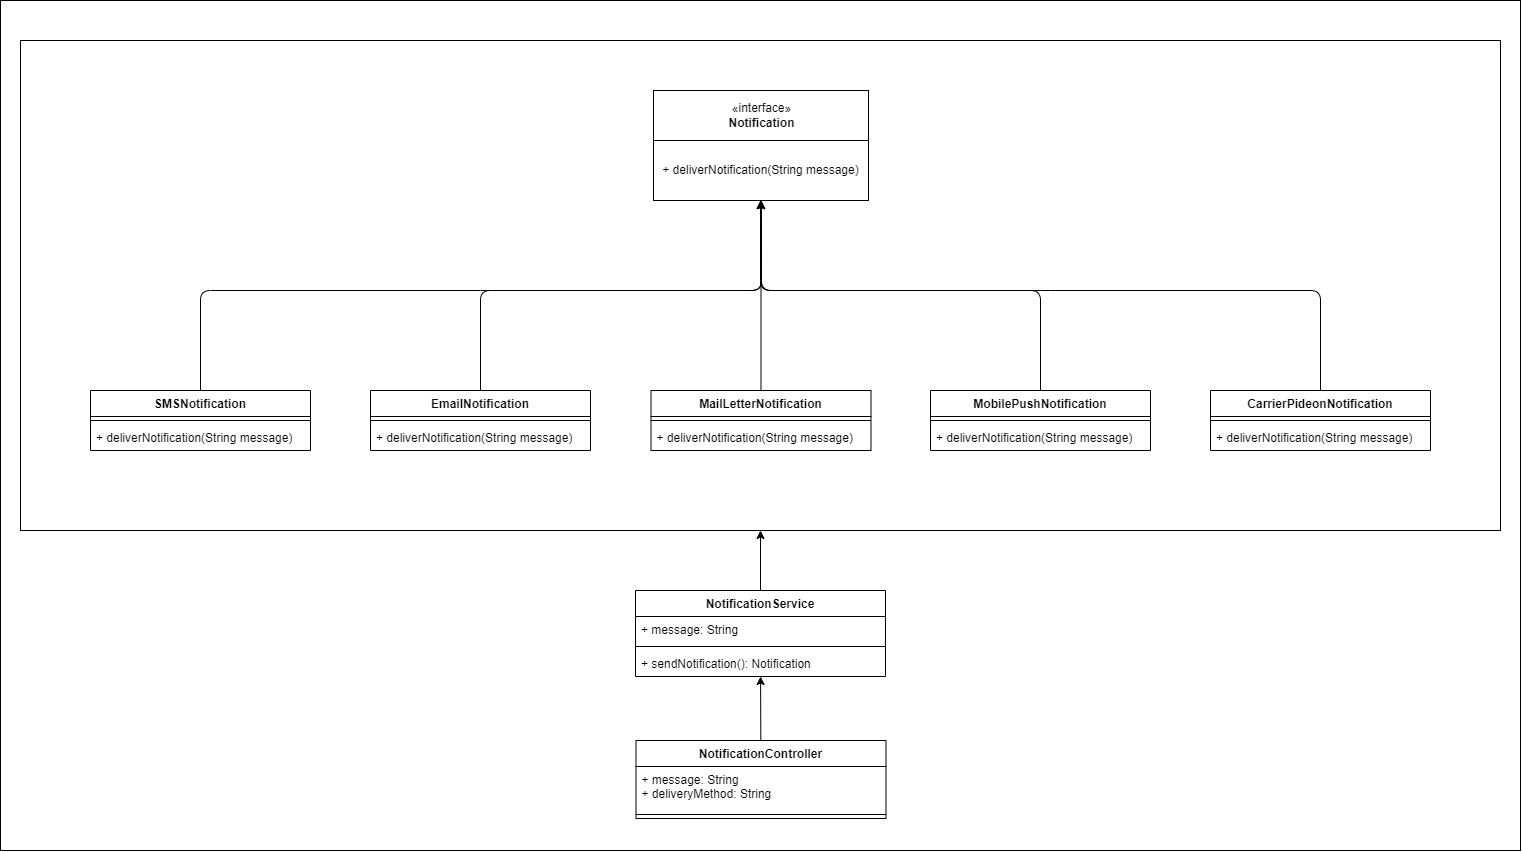 «interface»
Notification
+ deliverNotification(String message)
SMSNotification
+ deliverNotification(String message)
EmailNotification
+ deliverNotification(String message)
MailLetterNotification
+ deliverNotification(String message)
MobilePushNotification
+ deliverNotification(String message)
CarrierPideonNotification
+ deliverNotification(String message)
NotificationService
+ message: String
+ sendNotification(): Notification
NotificationController
+ message: String
+ deliveryMethod: String